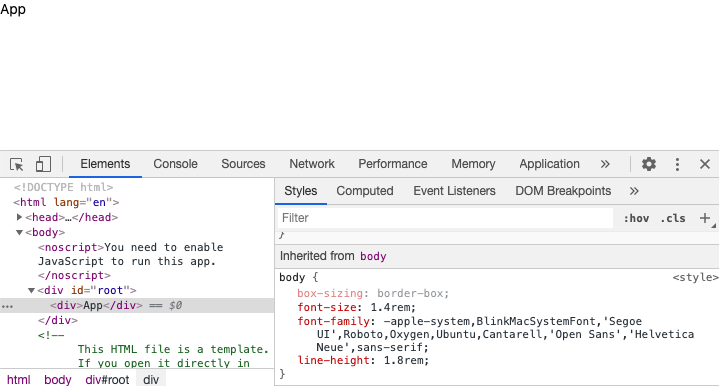 App
Elements Console Sources Network Performance Memory Application »
<!DOCTYPE html>
<html lang="en">
<head>…</head>
<body>
<noscript>You need to enable
JavaScript to run this app.
</noscript>
<div id="root">
… <div>App</div> == $0
</div>
<!--
This HTML file is a template.
If you open it directly in
html body div#root div
Styles Computed Event Listeners DOM Breakpoints »
Filter :hov .cls +
}
Inherited from body
body { <style>
box-sizing: border-box;
font-size: 1.4rem;
font-family: -apple-system,BlinkMacSystemFont,'Segoe
UI',Roboto,Oxygen,Ubuntu,Cantarell,'Open Sans','Helvetica
Neue',sans-serif;
line-height: 1.8rem;
}